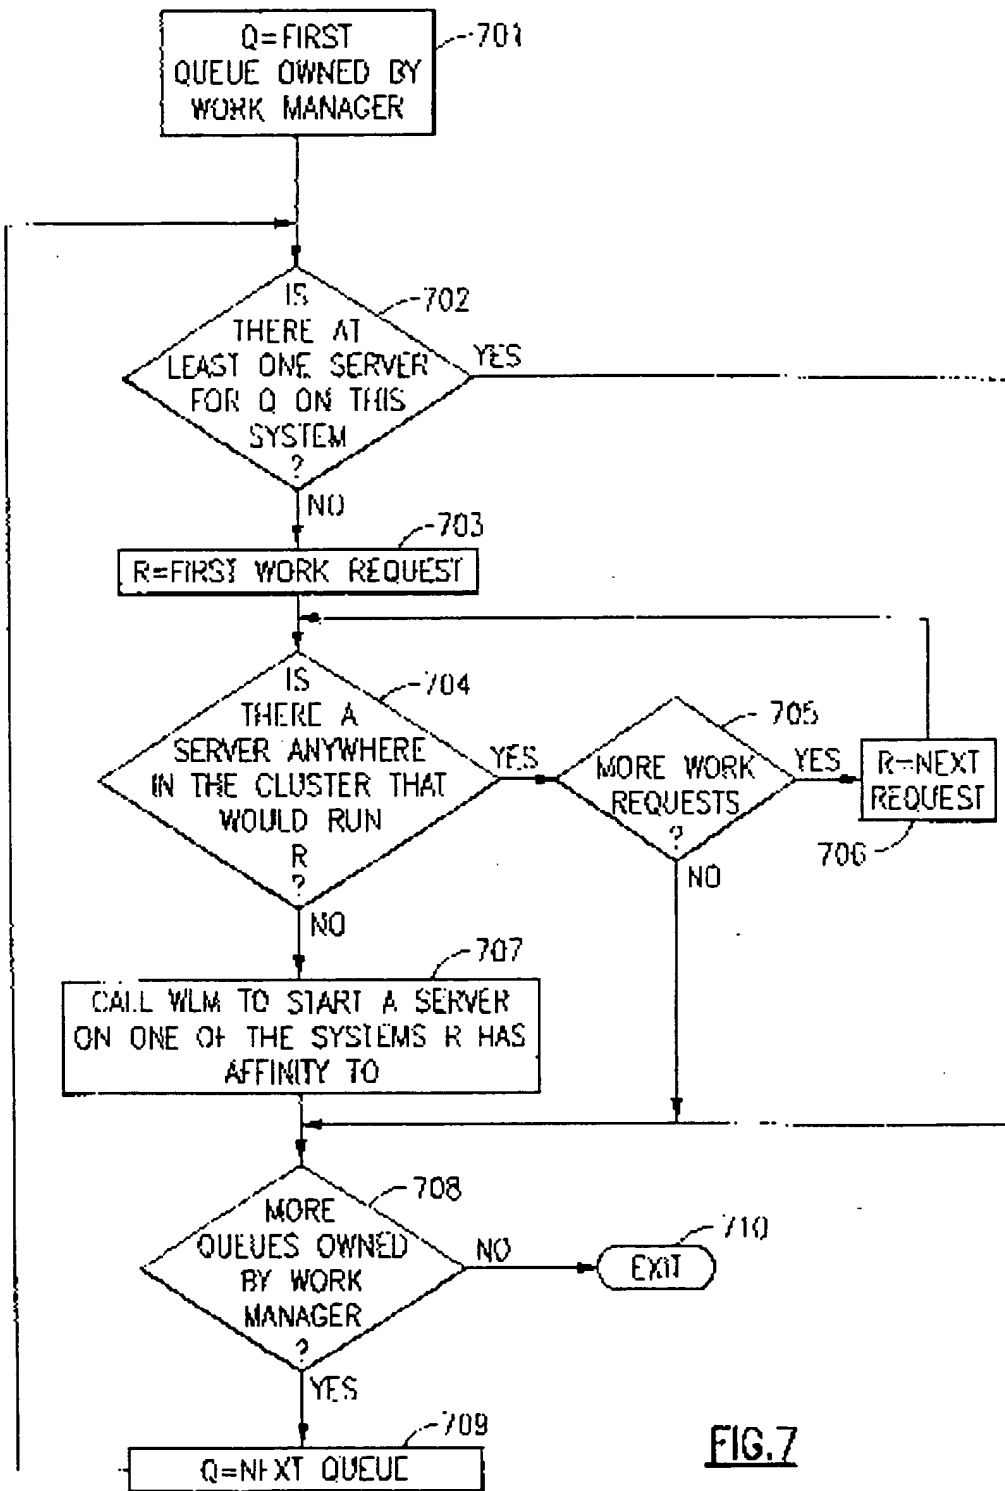 Q=FIRST
QUEUE OWNED BY
WORK MANAGER
701
IS
THERE AT
LEAST ONE SERVER
FOR Q ON THIS
SYSTEM
?
702
YES
NO
703
R=FIRST WORK REQUEST
IS
THERE A
SERVER ANYWHERE
IN THE CLUSTER THAT
WOULD RUN
R
?
704
YES
MORE WORK
REQUESTS
?
705
YES
R=NEXT
REQUEST
706
NO
NO
707
CALL WLM TO START A SERVER
ON ONE OF THE SYSTEMS R HAS
AFFINITY TO
MORE
QUEUES OWNED
BY WORK
MANAGER
?
708
NO
710
EXIT
YES
709
Q=NEXT QUEUE
FIG.7